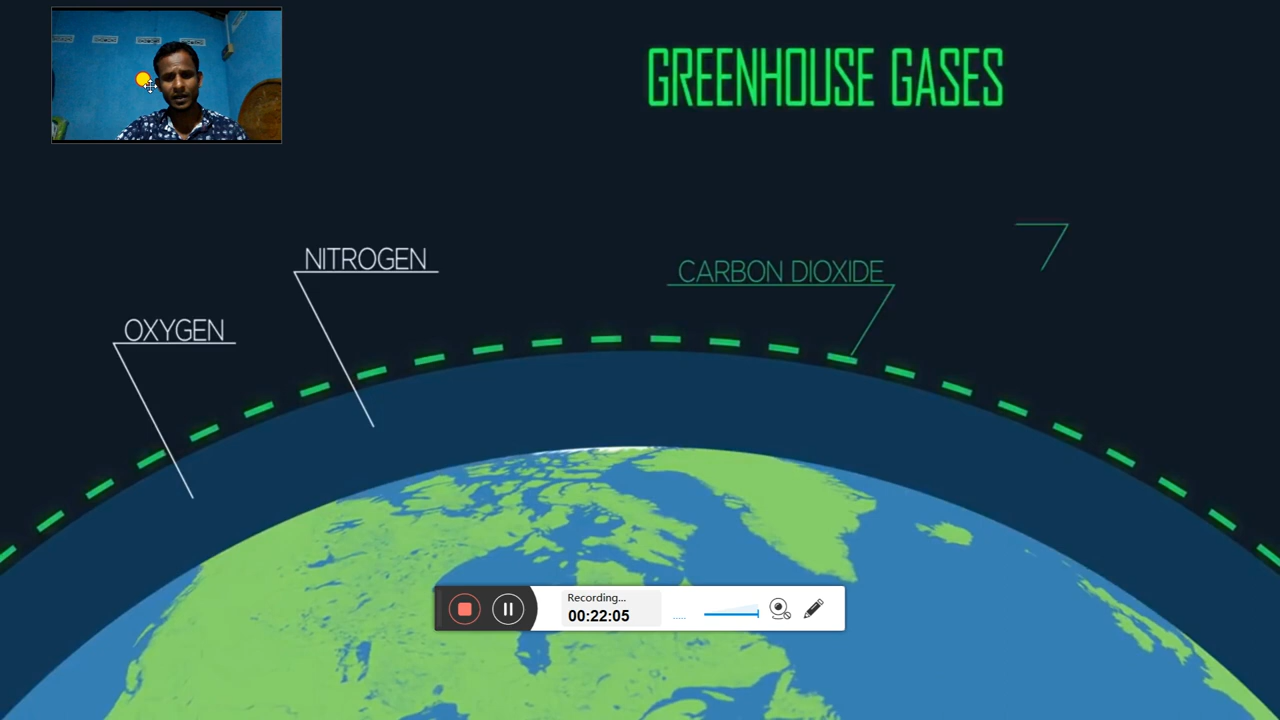 GREENHOUSE GASES
NITROGEN
CARBON DIOXIDE
OXYGEN
Recording...
00:22:05